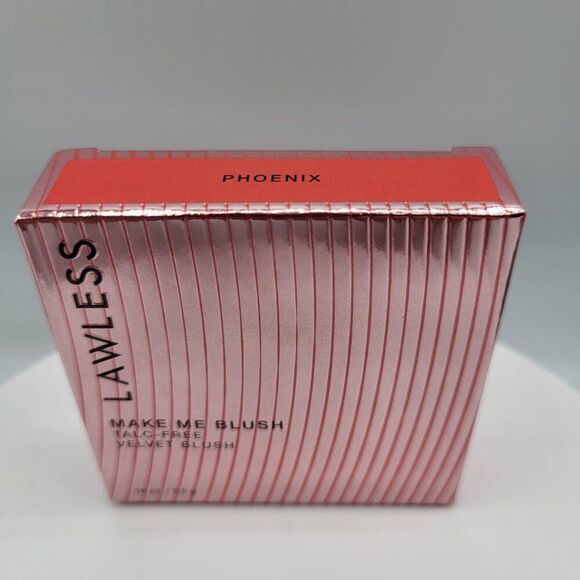 PHOENIX
LAWLESS
MAKE ME BLUSH
TALC-FREE
VELVET BLUSH